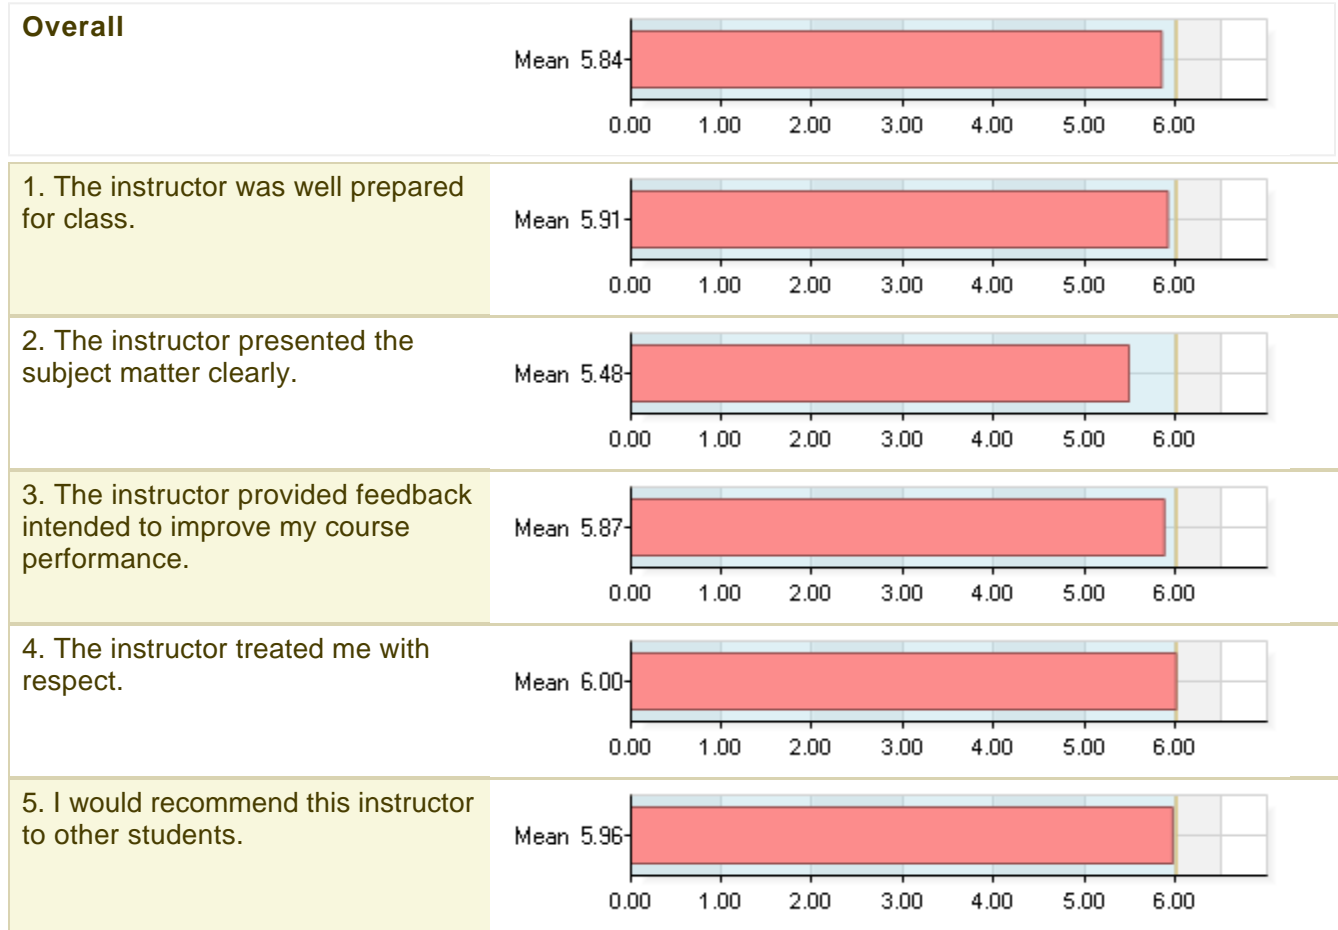 Overall
Mean 5.84
0.00 1.00 2.00 3.00 4.00 5.00 6.00
1. The instructor was well prepared
for class.
Mean 5.91
0.00 1.00 2.00 3.00 4.00 5.00 6.00
2. The instructor presented the
subject matter clearly.
Mean 5.48
0.00 1.00 2.00 3.00 4.00 5.00 6.00
3. The instructor provided feedback
intended to improve my course
performance.
Mean 5.87
0.00 1.00 2.00 3.00 4.00 5.00 6.00
4. The instructor treated me with
respect.
Mean 6.00
0.00 1.00 2.00 3.00 4.00 5.00 6.00
5. I would recommend this instructor
to other students.
Mean 5.96
0.00 1.00 2.00 3.00 4.00 5.00 6.00